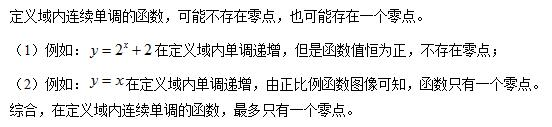 定义域内连续单调的函数，可能不存在零点，也可能存在一个零点。
（1）例如：y = 2^x + 2在定义域内单调递增，但是函数值恒为正，不存在零点；
（2）例如：y = x在定义域内单调递增，由正比例函数图像可知，函数只有一个零点。
综合，在定义域内连续单调的函数，最多只有一个零点。